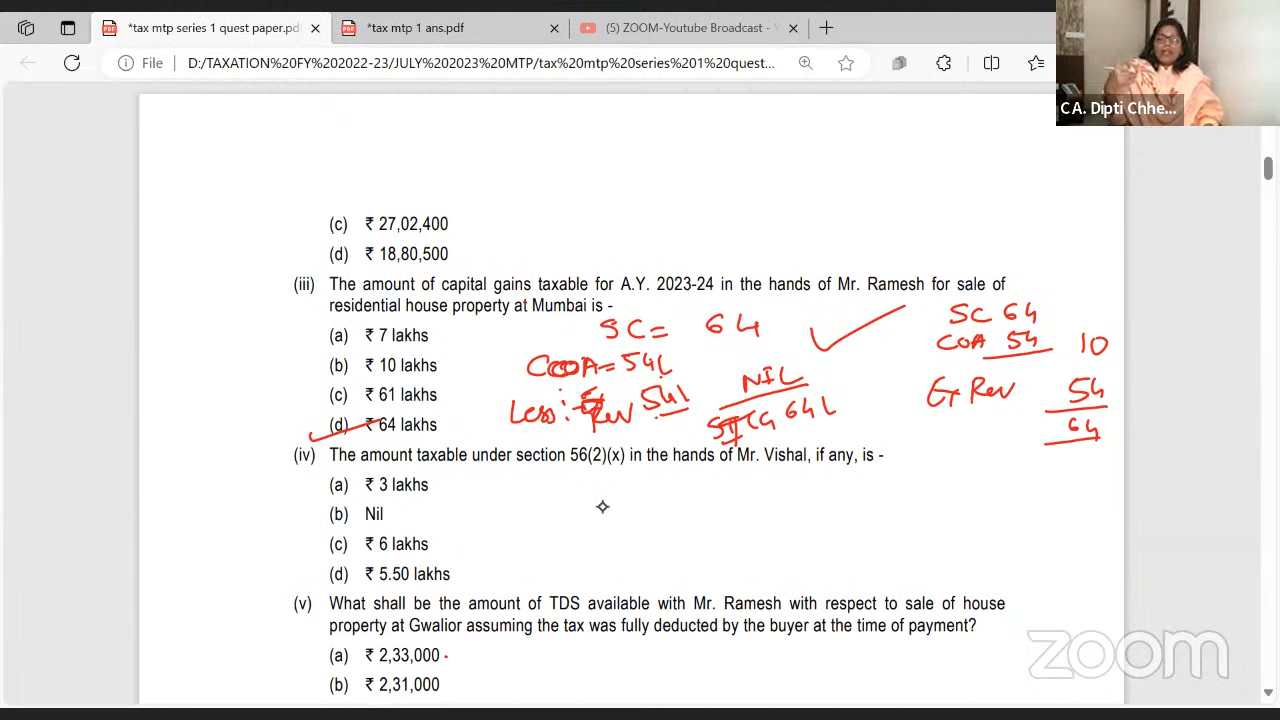 *tax mtp series 1 quest paper.pdf
*tax mtp 1 ans.pdf
(5) ZOOM-Youtube Broadcast - Y
File
D:/TAXATION%20FY%202022-23/JULY%202023%20MTP/tax%20mtp%20series%201%20quest...
C A. Dipti Chhe...
(c) ₹ 27,02,400
(d) ₹ 18,80,500
(iii) The amount of capital gains taxable for A.Y. 2023-24 in the hands of Mr. Ramesh for sale of
residential house property at Mumbai is -
(a) ₹ 7 lakhs
(b) ₹ 10 lakhs
(c) ₹ 61 lakhs
(d) ₹ 64 lakhs
SC= 64
COA= 54L
Less: Rev 54L
NIL
STCG 64L
SC 64
COA 54 10
Ex Rev 54
64
(iv) The amount taxable under section 56(2)(x) in the hands of Mr. Vishal, if any, is -
(a) ₹ 3 lakhs
(b) Nil
(c) ₹ 6 lakhs
(d) ₹ 5.50 lakhs
(v) What shall be the amount of TDS available with Mr. Ramesh with respect to sale of house
property at Gwalior assuming the tax was fully deducted by the buyer at the time of payment?
(a) ₹ 2,33,000
(b) ₹ 2,31,000
zoom